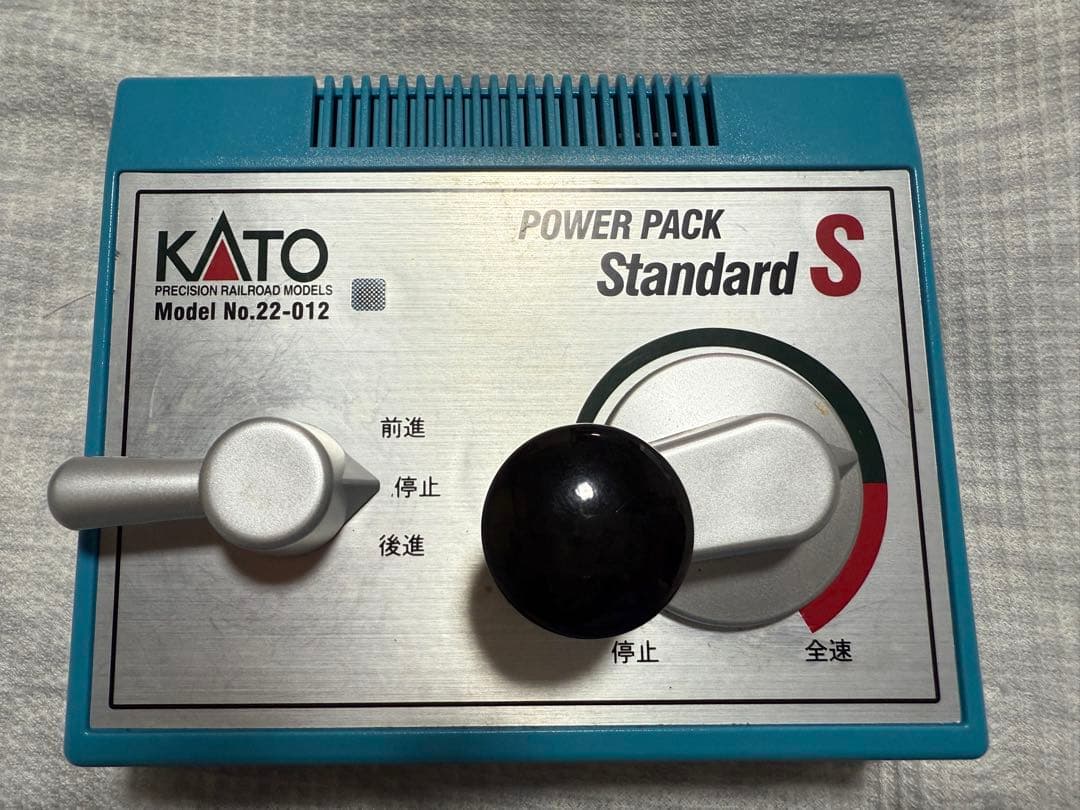 KATO
PRECISION RAILROAD MODELS
Model No.22-012
POWER PACK
Standard S
前進
停止
後進
停止
全速